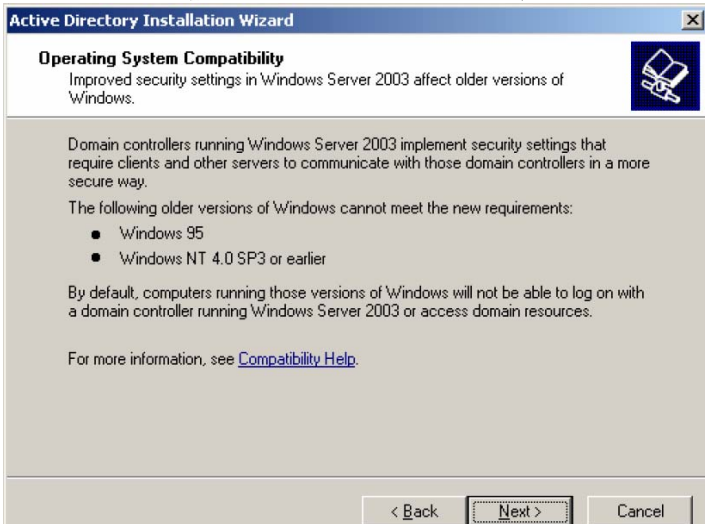 Active Directory Installation Wizard
Operating System Compatibility
Improved security settings in Windows Server 2003 affect older versions of
Windows.
Domain controllers running Windows Server 2003 implement security settings that
require clients and other servers to communicate with those domain controllers in a more
secure way.
The following older versions of Windows cannot meet the new requirements:
● Windows 95
● Windows NT 4.0 SP3 or earlier
By default, computers running those versions of Windows will not be able to log on with
a domain controller running Windows Server 2003 or access domain resources.
For more information, see Compatibility Help.
< Back Next > Cancel